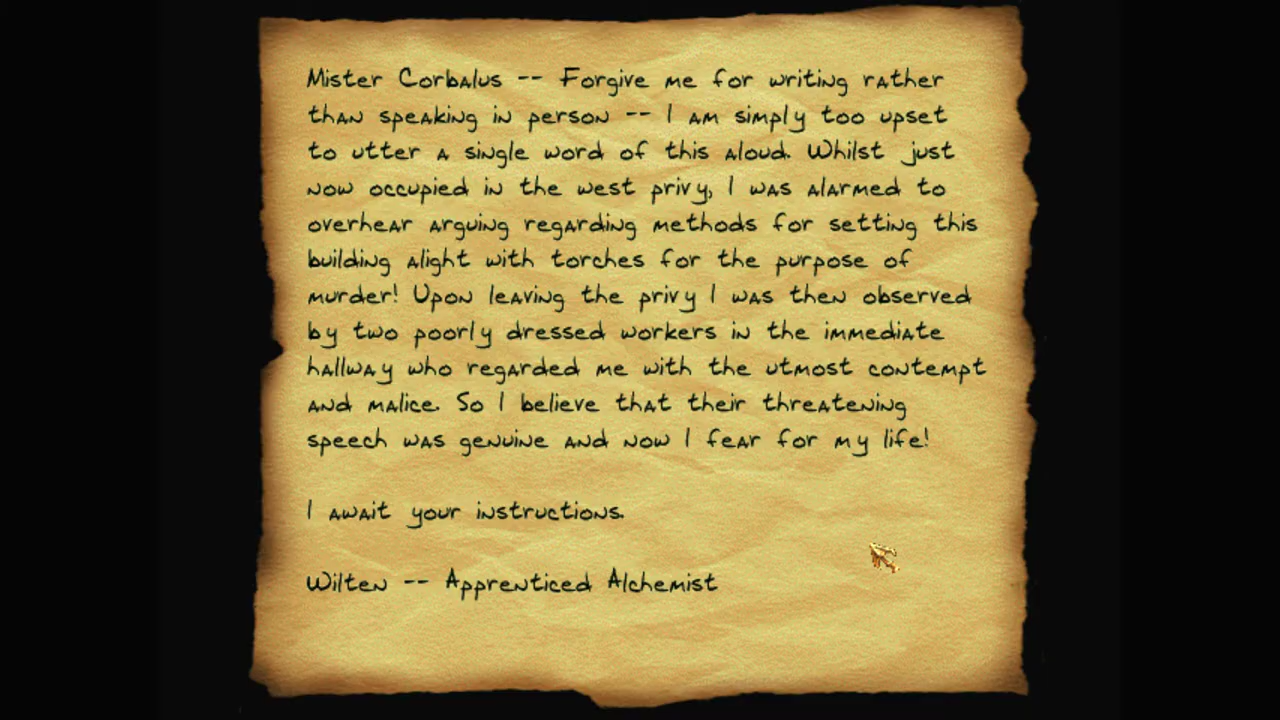 Mister Corbalus -- Forgive me for writing rather
than speaking in person -- I am simply too upset
to utter a single word of this aloud. Whilst just
now occupied in the west privy, I was alarmed to
overhear arguing regarding methods for setting this
building alight with torches for the purpose of
murder! Upon leaving the privy I was then observed
by two poorly dressed workers in the immediate
hallway who regarded me with the utmost contempt
and malice. So I believe that their threatening
speech was genuine and now I fear for my life!
I await your instructions.
Wilten -- Apprenticed Alchemist